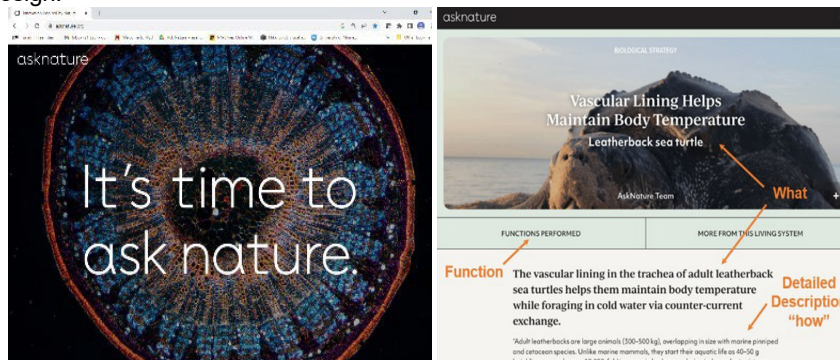 asknature
It's time to
ask nature.
asknature
BIOLOGICAL STRATEGY
Vascular Lining Helps
Maintain Body Temperature
Leatherback sea turtle
AskNature Team
What
FUNCTIONS PERFORMED
MORE FROM THIS LIVING SYSTEM
Function
The vascular lining in the trachea of adult leatherback
sea turtles helps them maintain body temperature
while foraging in cold water via counter-current
exchange.
Detailed
Description
"how"
"Adult leatherbacks are large animals (300–500 kg), overlapping in size with marine pinniped
and cetacean species. Unlike marine mammals, they start their aquatic life as 40–50 g